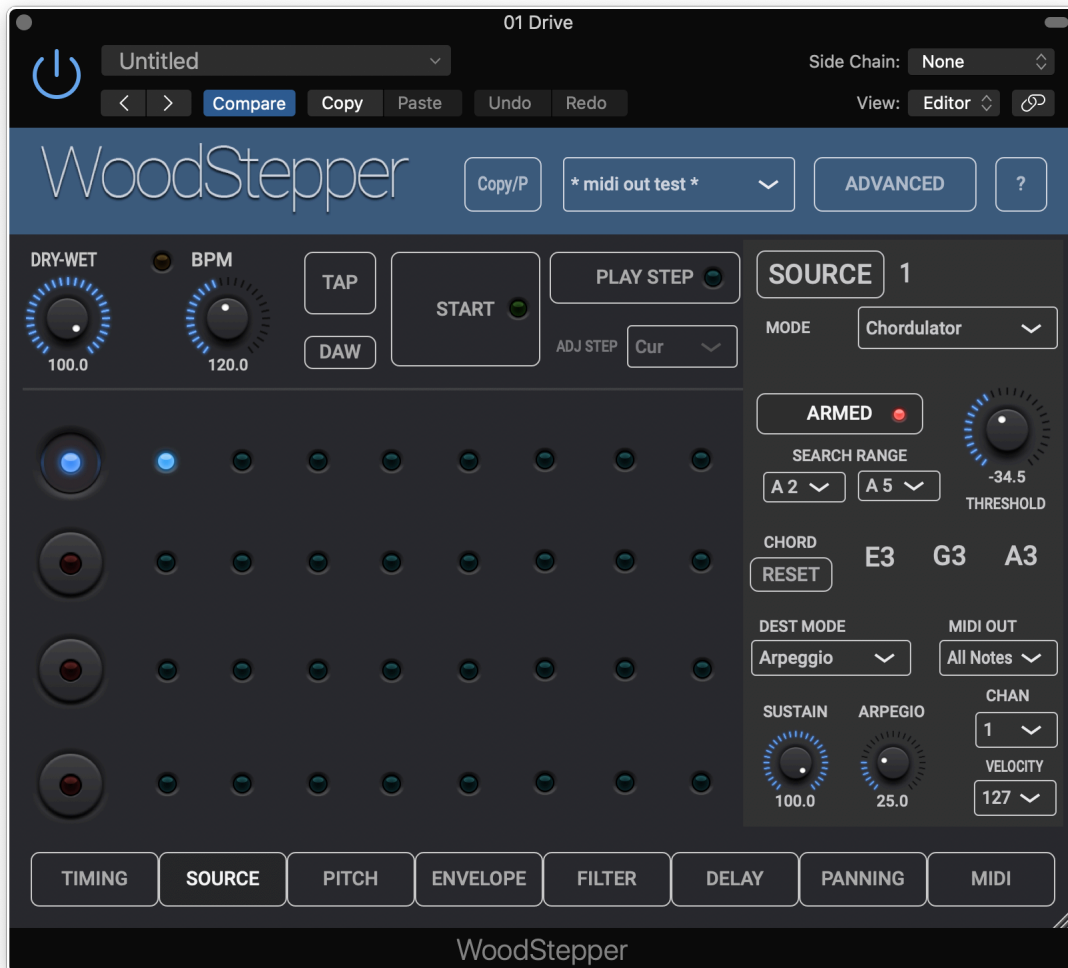 01 Drive
Untitled
Side Chain: None
Compare Copy Paste Undo Redo
View: Editor
WoodStepper
Copy/P
* midi out test *
ADVANCED
?
DRY-WET
100.0
BPM
120.0
TAP
DAW
START
PLAY STEP
ADJ STEP Cur
SOURCE 1
MODE Chordulator
ARMED
SEARCH RANGE
A 2 A 5
-34.5
THRESHOLD
CHORD
RESET
E3 G3 A3
DEST MODE
Arpeggio
MIDI OUT
All Notes
SUSTAIN
100.0
ARPEGIO
25.0
CHAN
1
VELOCITY
127
TIMING SOURCE PITCH ENVELOPE FILTER DELAY PANNING MIDI
WoodStepper